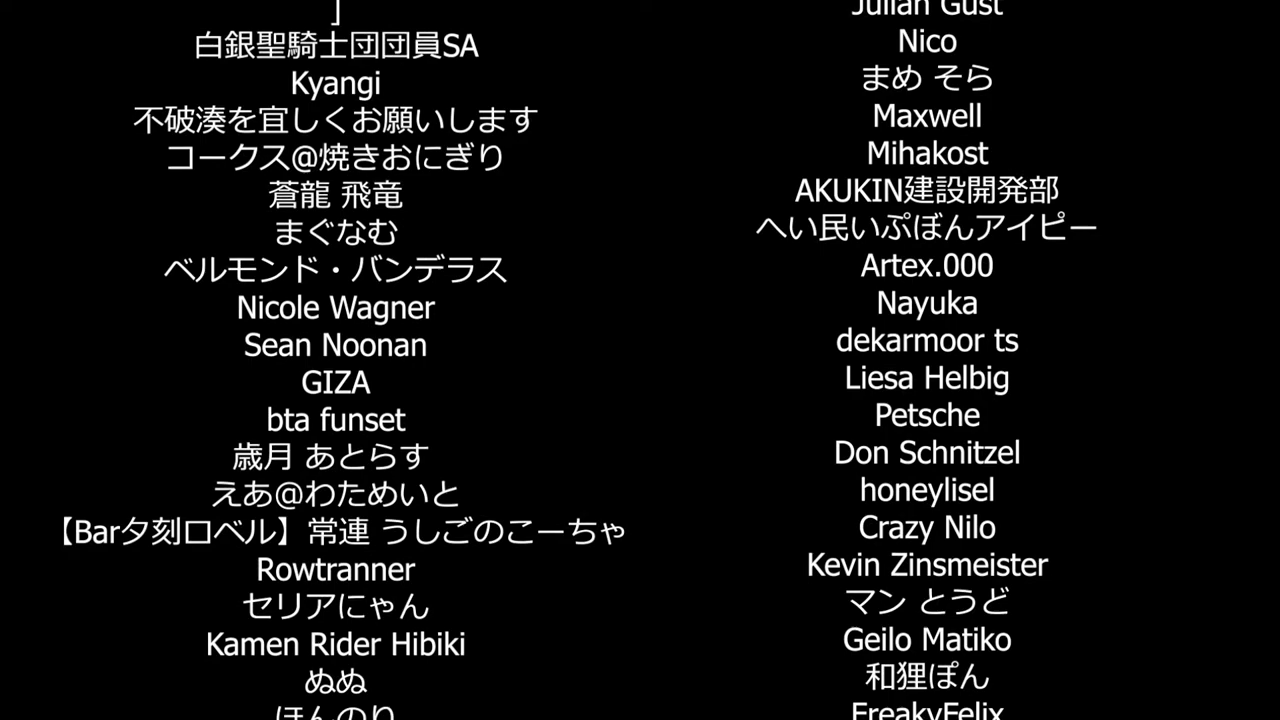 」
白銀聖騎士団団員SA
Kyangi
不破湊を宜しくお願いします
コークス@焼きおにぎり
蒼龍 飛竜
まぐなむ
ベルモンド・バンデラス
Nicole Wagner
Sean Noonan
GIZA
bta funset
歳月 あとらす
えあ@わためいと
【Bar夕刻ロベル】常連 うしごのこーちゃ
Rowtranner
セリアにゃん
Kamen Rider Hibiki
ぬぬ
ほんのり
Julian Gust
Nico
まめ そら
Maxwell
Mihakost
AKUKIN建設開発部
へい民いぷぼんアイピー
Artex.000
Nayuka
dekarmoor ts
Liesa Helbig
Petsche
Don Schnitzel
honeylisel
Crazy Nilo
Kevin Zinsmeister
マン とうど
Geilo Matiko
和狸ぽん
FreakyFelix